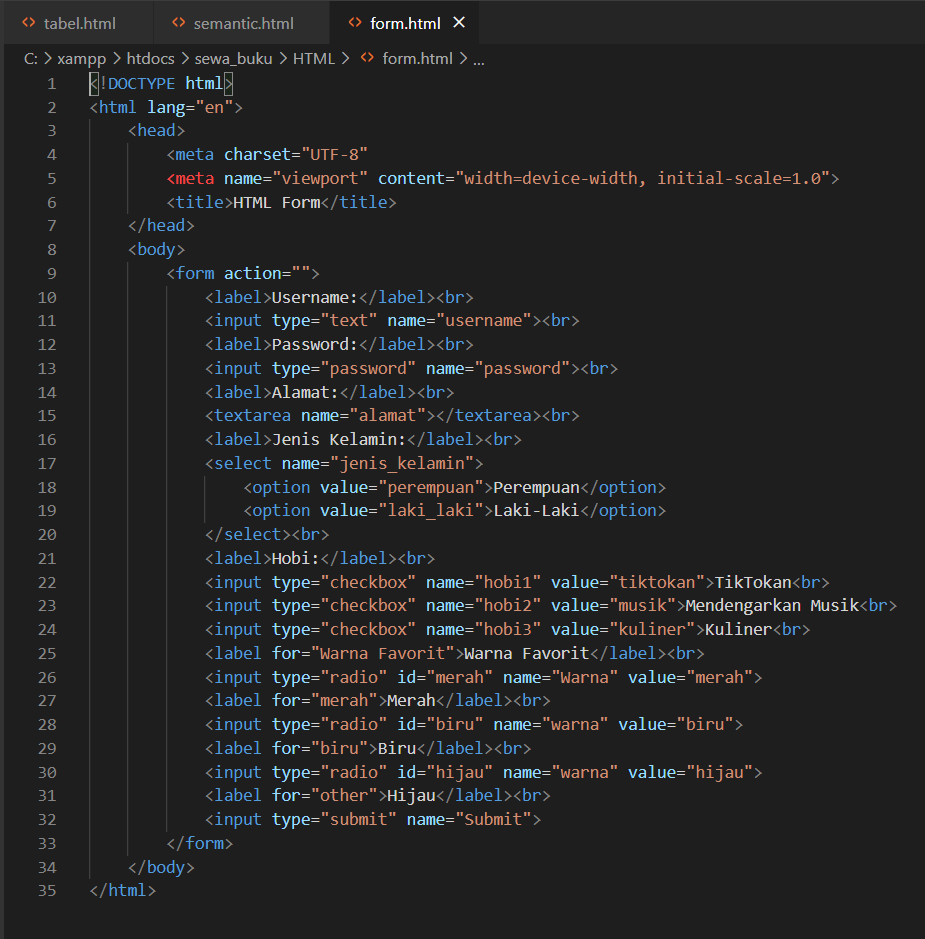 tabel.html semantic.html form.html
C: > xampp > htdocs > sewa_buku > HTML > form.html > ...
1 <!DOCTYPE html>
2 <html lang="en">
3 <head>
4 <meta charset="UTF-8"
5 <meta name="viewport" content="width=device-width, initial-scale=1.0">
6 <title>HTML Form</title>
7 </head>
8 <body>
9 <form action="">
10 <label>Username:</label><br>
11 <input type="text" name="username"><br>
12 <label>Password:</label><br>
13 <input type="password" name="password"><br>
14 <label>Alamat:</label><br>
15 <textarea name="alamat"></textarea><br>
16 <label>Jenis Kelamin:</label><br>
17 <select name="jenis_kelamin">
18 <option value="perempuan">Perempuan</option>
19 <option value="laki_laki">Laki-Laki</option>
20 </select><br>
21 <label>Hobi:</label><br>
22 <input type="checkbox" name="hobi1" value="tiktokan">TikTokan<br>
23 <input type="checkbox" name="hobi2" value="musik">Mendengarkan Musik<br>
24 <input type="checkbox" name="hobi3" value="kuliner">Kuliner<br>
25 <label for="Warna Favorit">Warna Favorit</label><br>
26 <input type="radio" id="merah" name="Warna" value="merah">
27 <label for="merah">Merah</label><br>
28 <input type="radio" id="biru" name="warna" value="biru">
29 <label for="biru">Biru</label><br>
30 <input type="radio" id="hijau" name="warna" value="hijau">
31 <label for="other">Hijau</label><br>
32 <input type="submit" name="Submit">
33 </form>
34 </body>
35 </html>